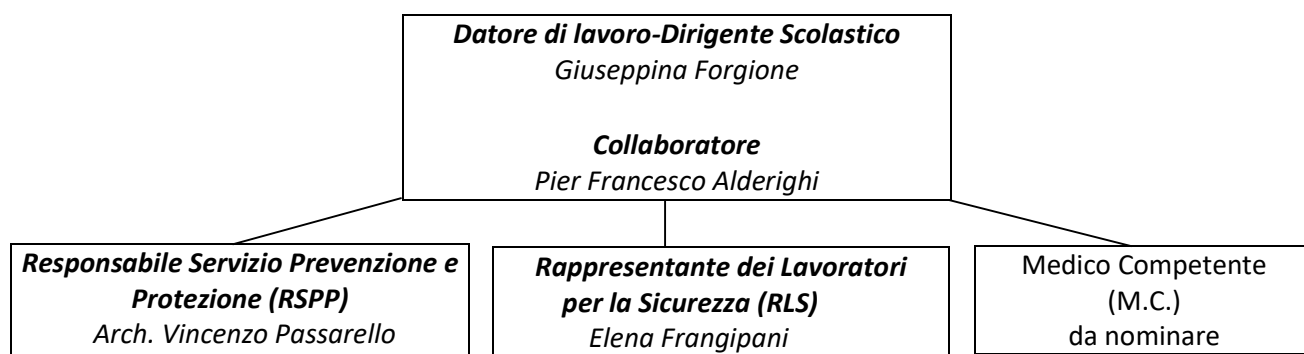 Datore di lavoro-Dirigente Scolastico
Giuseppina Forgione
Collaboratore
Pier Francesco Alderighi
Responsabile Servizio Prevenzione e
Protezione (RSPP)
Arch. Vincenzo Passarello
Rappresentante dei Lavoratori
per la Sicurezza (RLS)
Elena Frangipani
Medico Competente
(M.C.)
da nominare